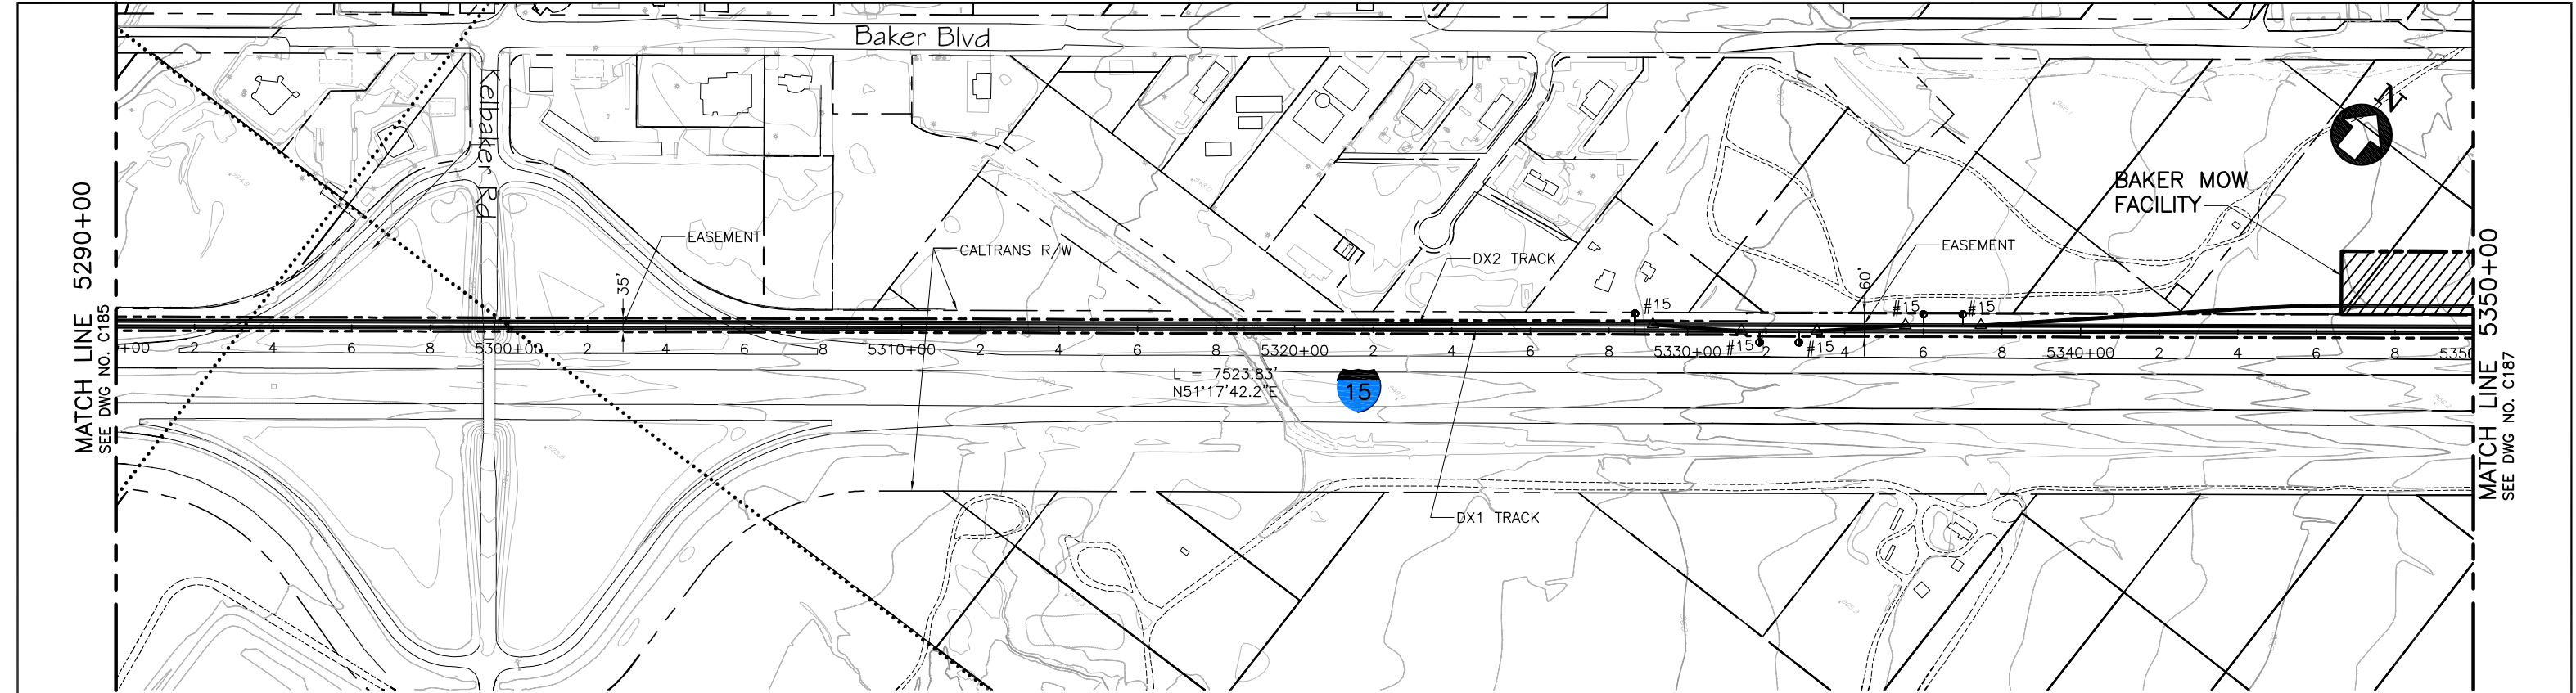 Baker Blvd
Kelbaker Rd
N
BAKER MOW
FACILITY
MATCH LINE 5290+00
SEE DWG NO. C185
EASEMENT
35'
CALTRANS R/W
DX2 TRACK
EASEMENT
60'
#15
#15
#15
#15
#15
+00 2 4 6 8 5300+00 2 4 6 8 5310+00 2 4 6 8 5320+00 2 4 6 8 5330+00 2 4 6 8 5340+00 2 4 6 8 5350
L = 7523.83'
N51°17'42.2"E
15
DX1 TRACK
MATCH LINE 5350+00
SEE DWG NO. C187